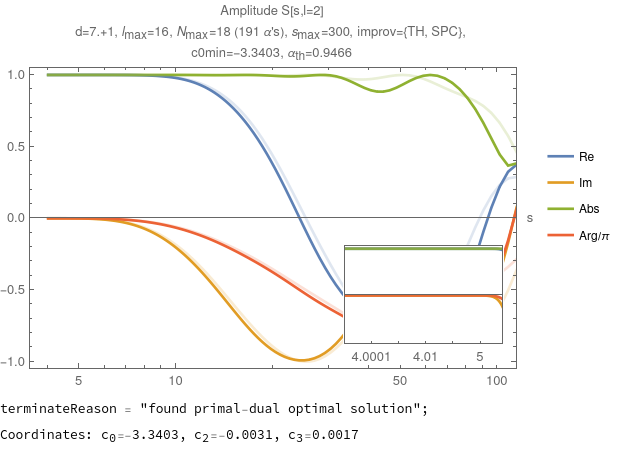 Amplitude S[s,l=2]
d=7.+1, lmax=16, Nmax=18 (191 α's), smax=300, improv={TH, SPC},
c0min=−3.3403, αth=0.9466
1.0
0.5
0.0
−0.5
−1.0
s
4.0001 4.01 5
5 10 50 100
Re
Im
Abs
Arg/π
terminateReason = "found primal-dual optimal solution";
Coordinates: c0=-3.3403, c2=-0.0031, c3=0.0017